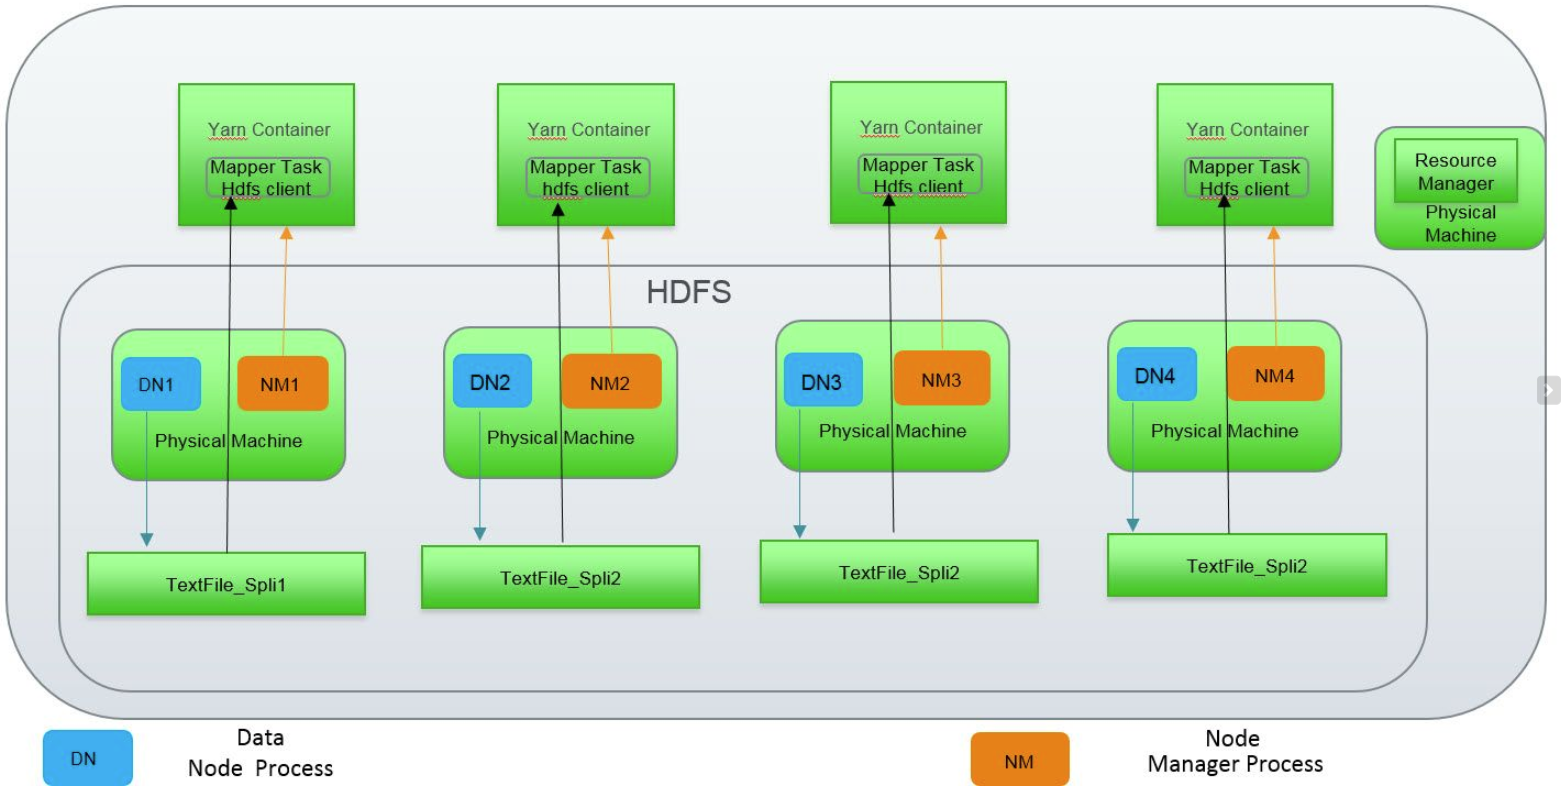 Yarn Container
Mapper Task
Hdfs client
Yarn Container
Mapper Task
hdfs client
Yarn Container
Mapper Task
Hdfs client
Yarn Container
Mapper Task
Hdfs client
Resource
Manager
Physical
Machine
HDFS
DN1
NM1
Physical Machine
DN2
NM2
Physical Machine
DN3
NM3
Physical Machine
DN4
NM4
Physical Machine
TextFile_Spli1
TextFile_Spli2
TextFile_Spli2
TextFile_Spli2
DN
Data
Node Process
NM
Node
Manager Process